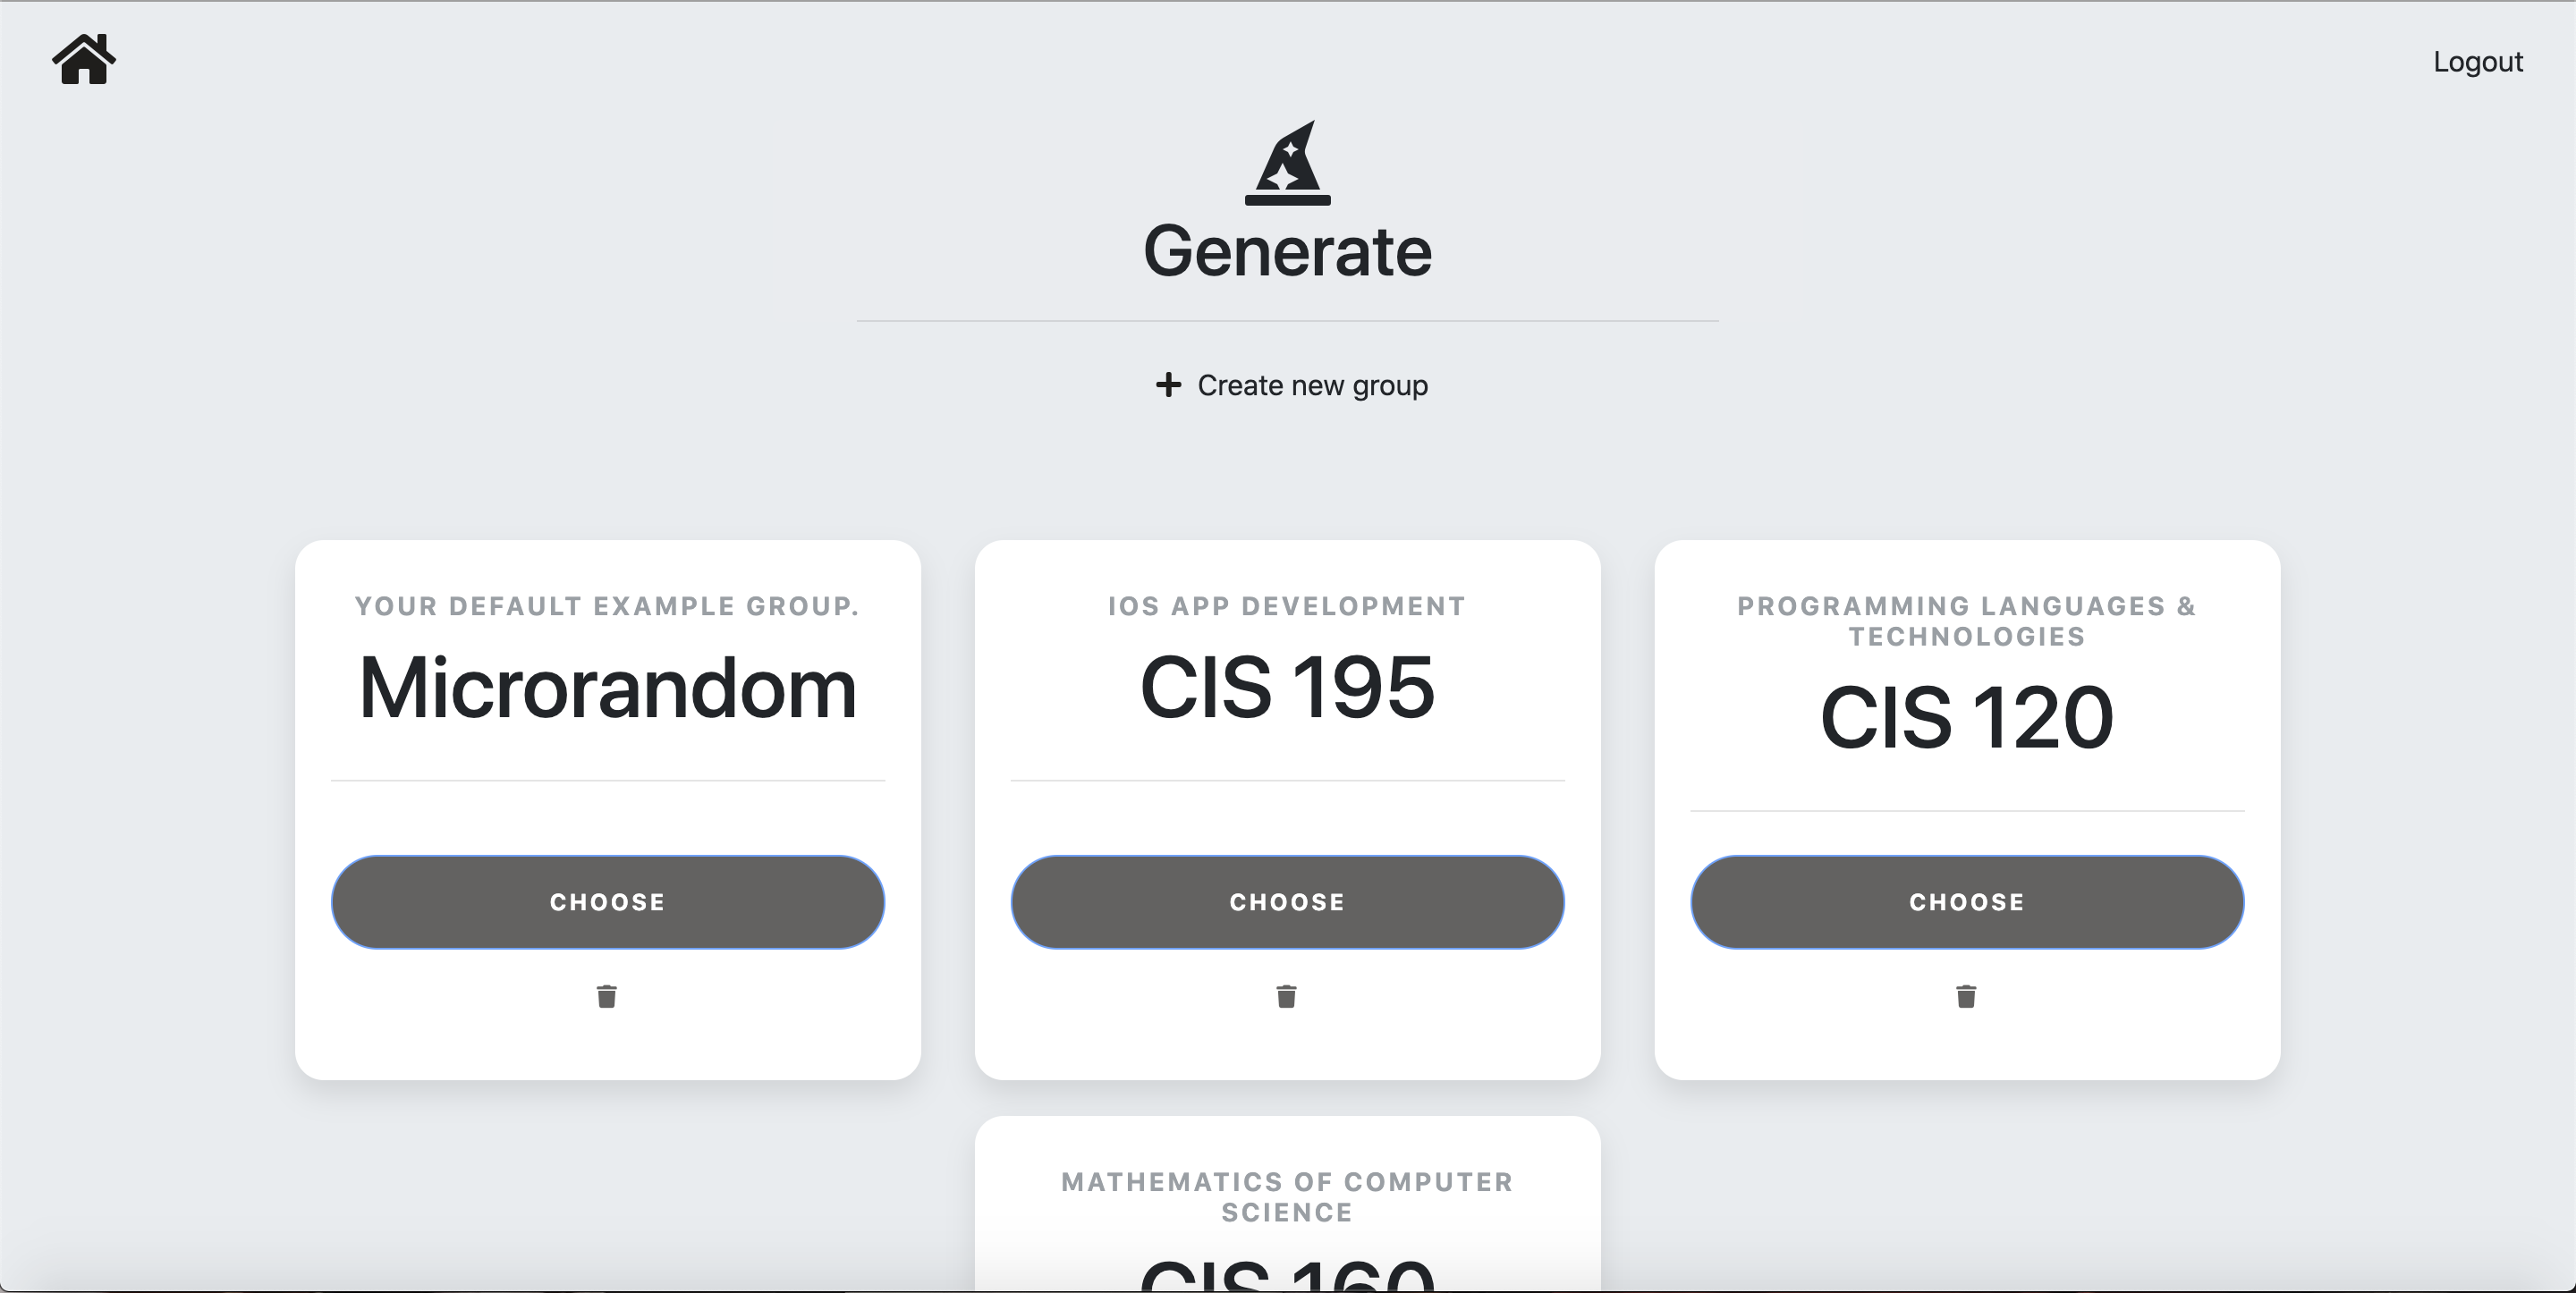 Logout
Generate
Create new group
YOUR DEFAULT EXAMPLE GROUP.
Microrandom
CHOOSE
IOS APP DEVELOPMENT
CIS 195
CHOOSE
PROGRAMMING LANGUAGES &
TECHNOLOGIES
CIS 120
CHOOSE
MATHEMATICS OF COMPUTER
SCIENCE
CIS 160